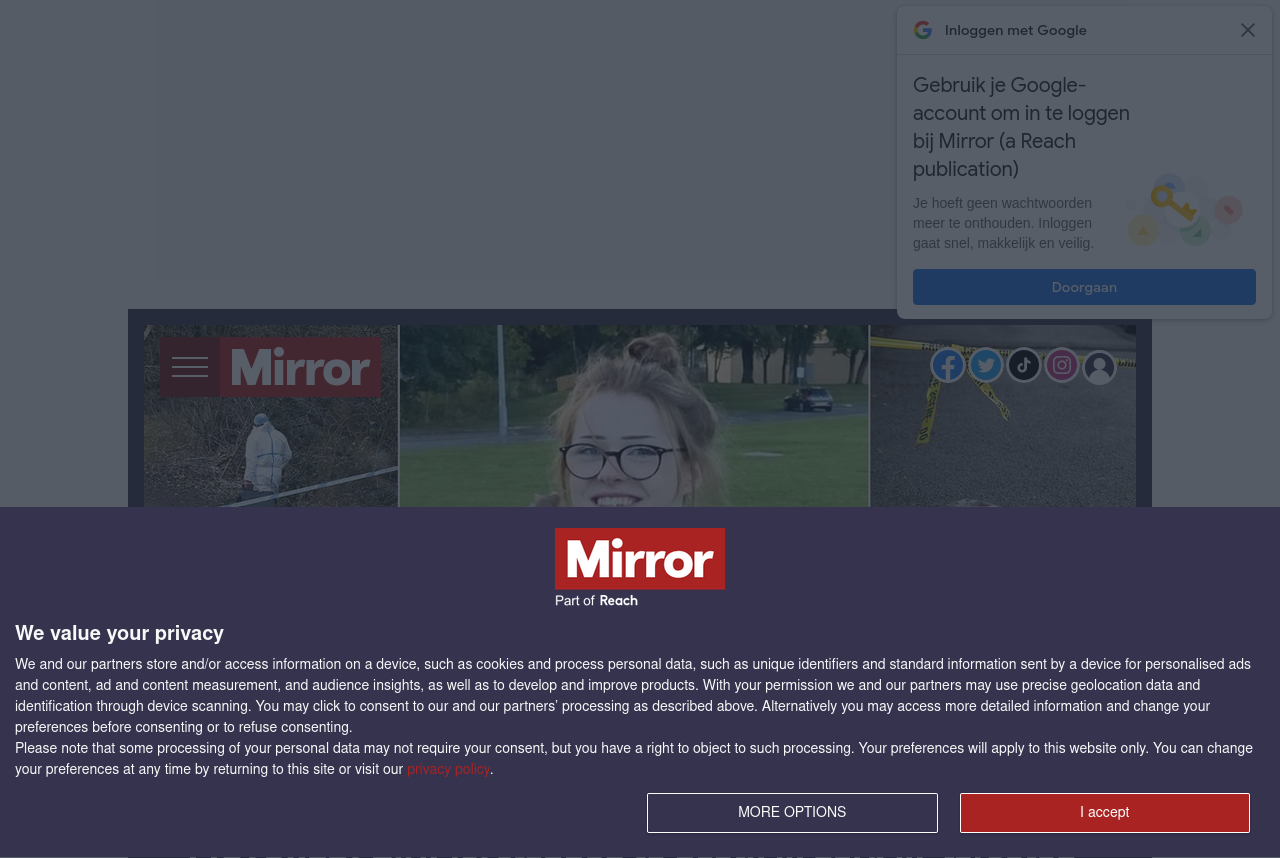 Inloggen met Google
Gebruik je Google-
account om in te loggen
bij Mirror (a Reach
publication)
Je hoeft geen wachtwoorden
meer te onthouden. Inloggen
gaat snel, makkelijk en veilig.
Doorgaan
Mirror
Mirror
Part of Reach
We value your privacy
We and our partners store and/or access information on a device, such as cookies and process personal data, such as unique identifiers and standard information sent by a device for personalised ads
and content, ad and content measurement, and audience insights, as well as to develop and improve products. With your permission we and our partners may use precise geolocation data and
identification through device scanning. You may click to consent to our and our partners’ processing as described above. Alternatively you may access more detailed information and change your
preferences before consenting or to refuse consenting.
Please note that some processing of your personal data may not require your consent, but you have a right to object to such processing. Your preferences will apply to this website only. You can change
your preferences at any time by returning to this site or visit our privacy policy.
MORE OPTIONS
I accept